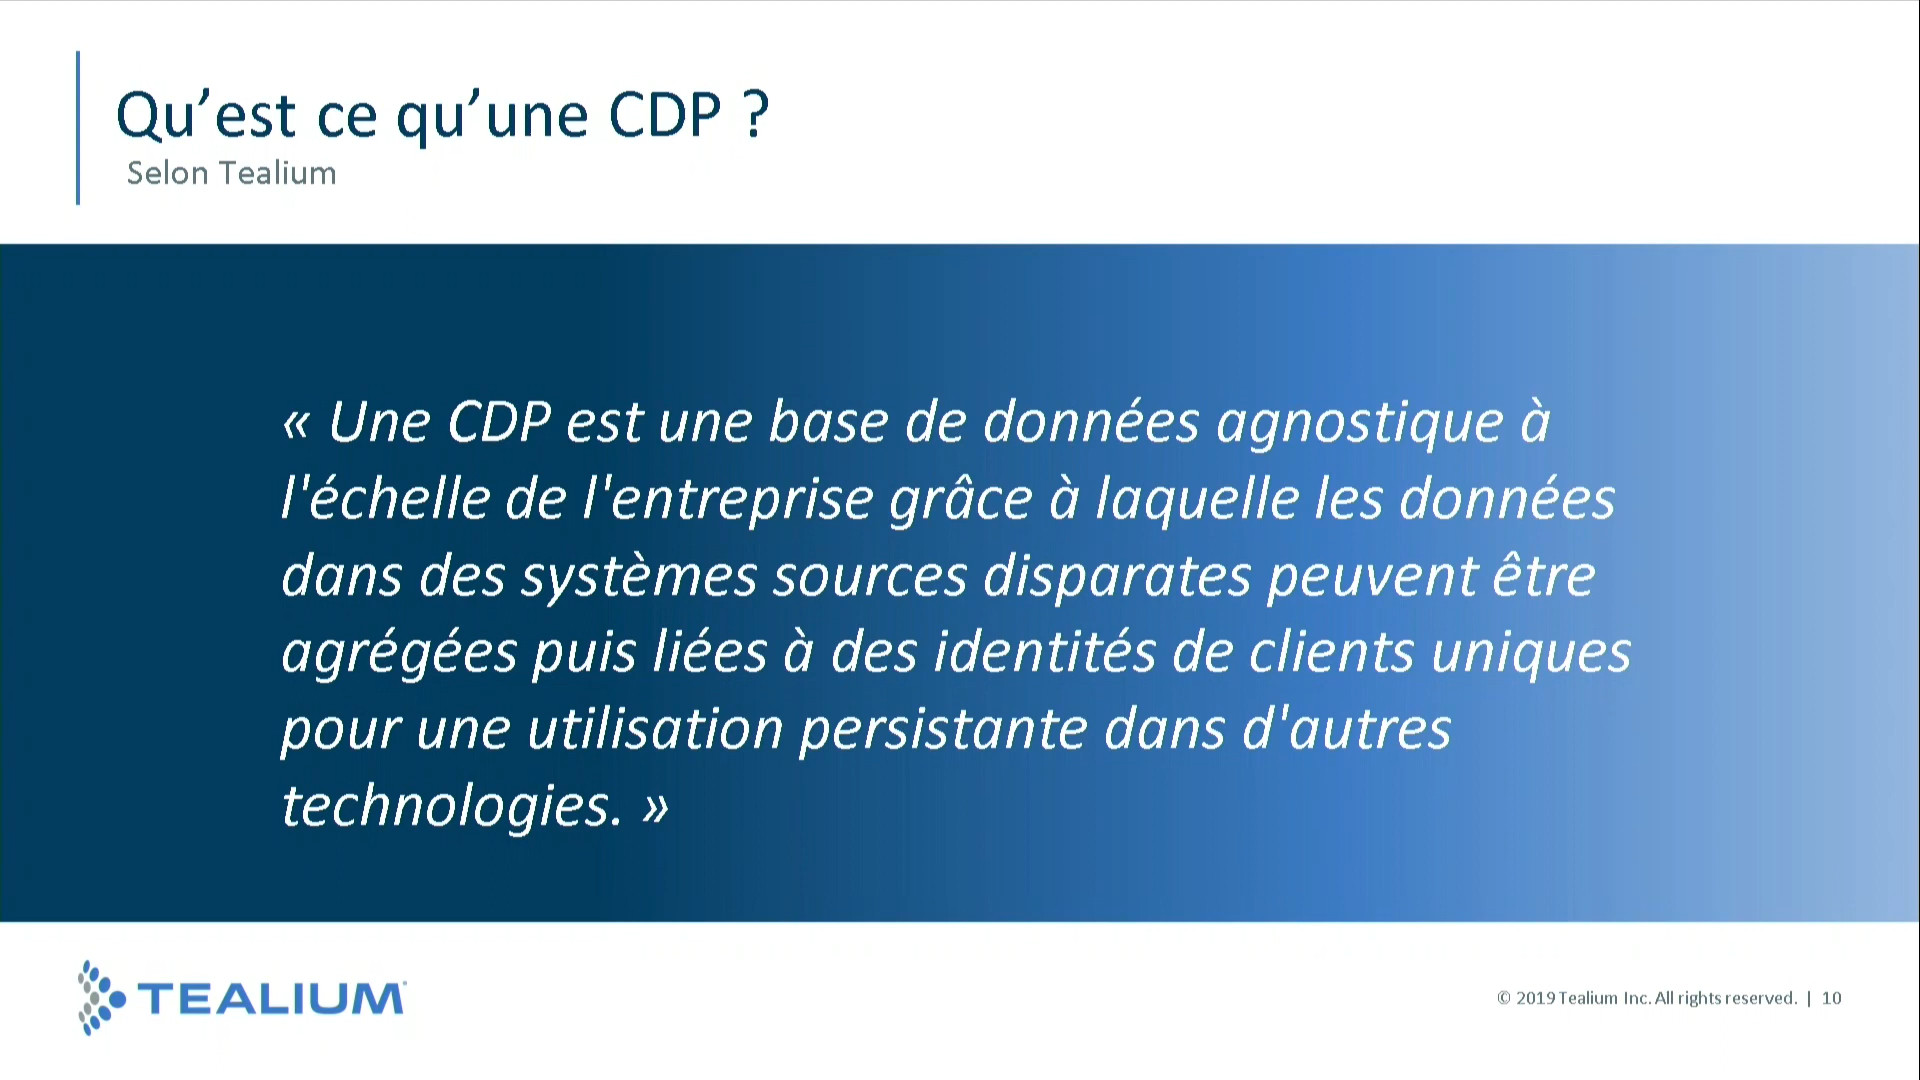 Qu’est ce qu’une CDP ?
Selon Tealium
« Une CDP est une base de données agnostique à
l'échelle de l'entreprise grâce à laquelle les données
dans des systèmes sources disparates peuvent être
agrégées puis liées à des identités de clients uniques
pour une utilisation persistante dans d'autres
technologies. »
TEALIUM
© 2019 Tealium Inc. All rights reserved. | 10